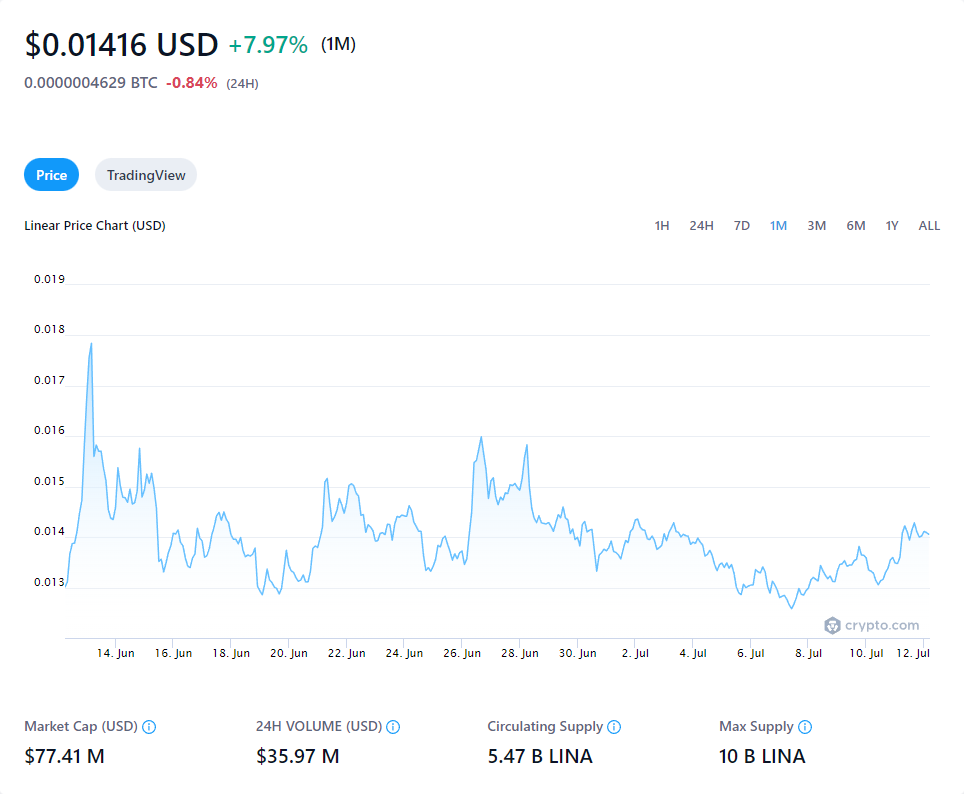 $0.01416 USD +7.97% (1M)
0.0000004629 BTC -0.84% (24H)
Price TradingView
Linear Price Chart (USD) 1H 24H 7D 1M 3M 6M 1Y ALL
0.019
0.018
0.017
0.016
0.015
0.014
0.013
crypto.com
14. Jun 16. Jun 18. Jun 20. Jun 22. Jun 24. Jun 26. Jun 28. Jun 30. Jun 2. Jul 4. Jul 6. Jul 8. Jul 10. Jul 12. Jul
Market Cap (USD) 24H VOLUME (USD) Circulating Supply Max Supply
$77.41 M $35.97 M 5.47 B LINA 10 B LINA